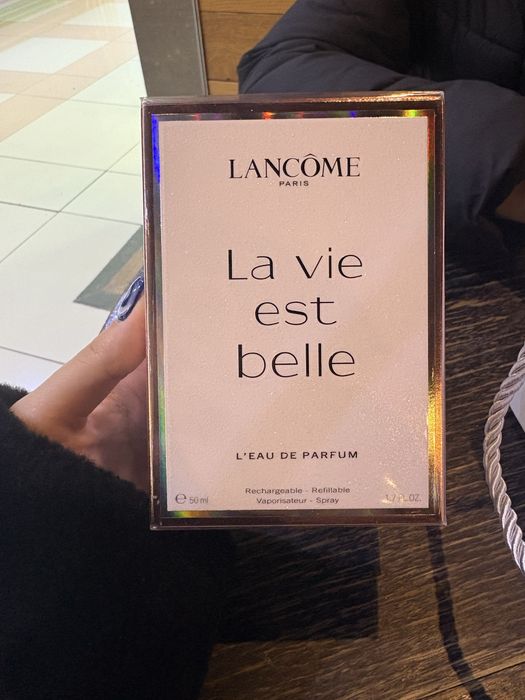 LANCÔME
PARIS
La vie
est
belle
L'EAU DE PARFUM
Rechargeable - Refillable
℮ 50 ml Vaporisateur - Spray 1.7 FL.OZ.